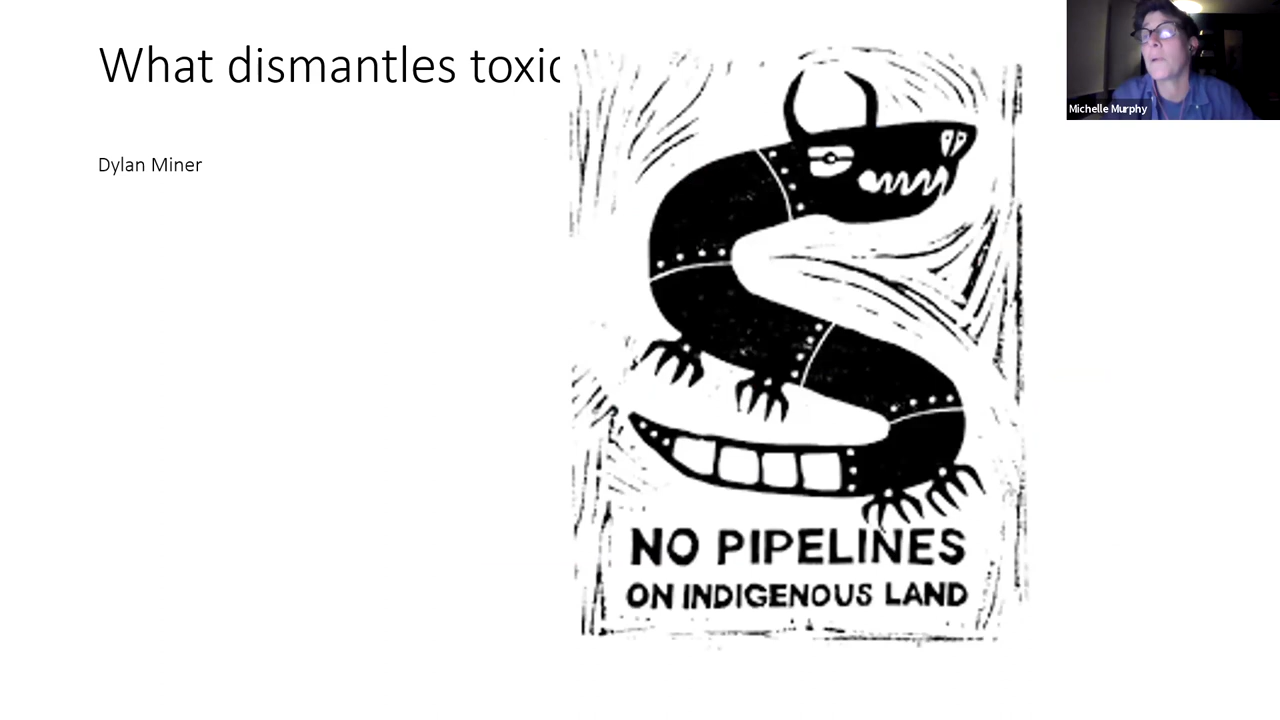 What dismantles toxic
Dylan Miner
NO PIPELINES
ON INDIGENOUS LAND
Michelle Murphy